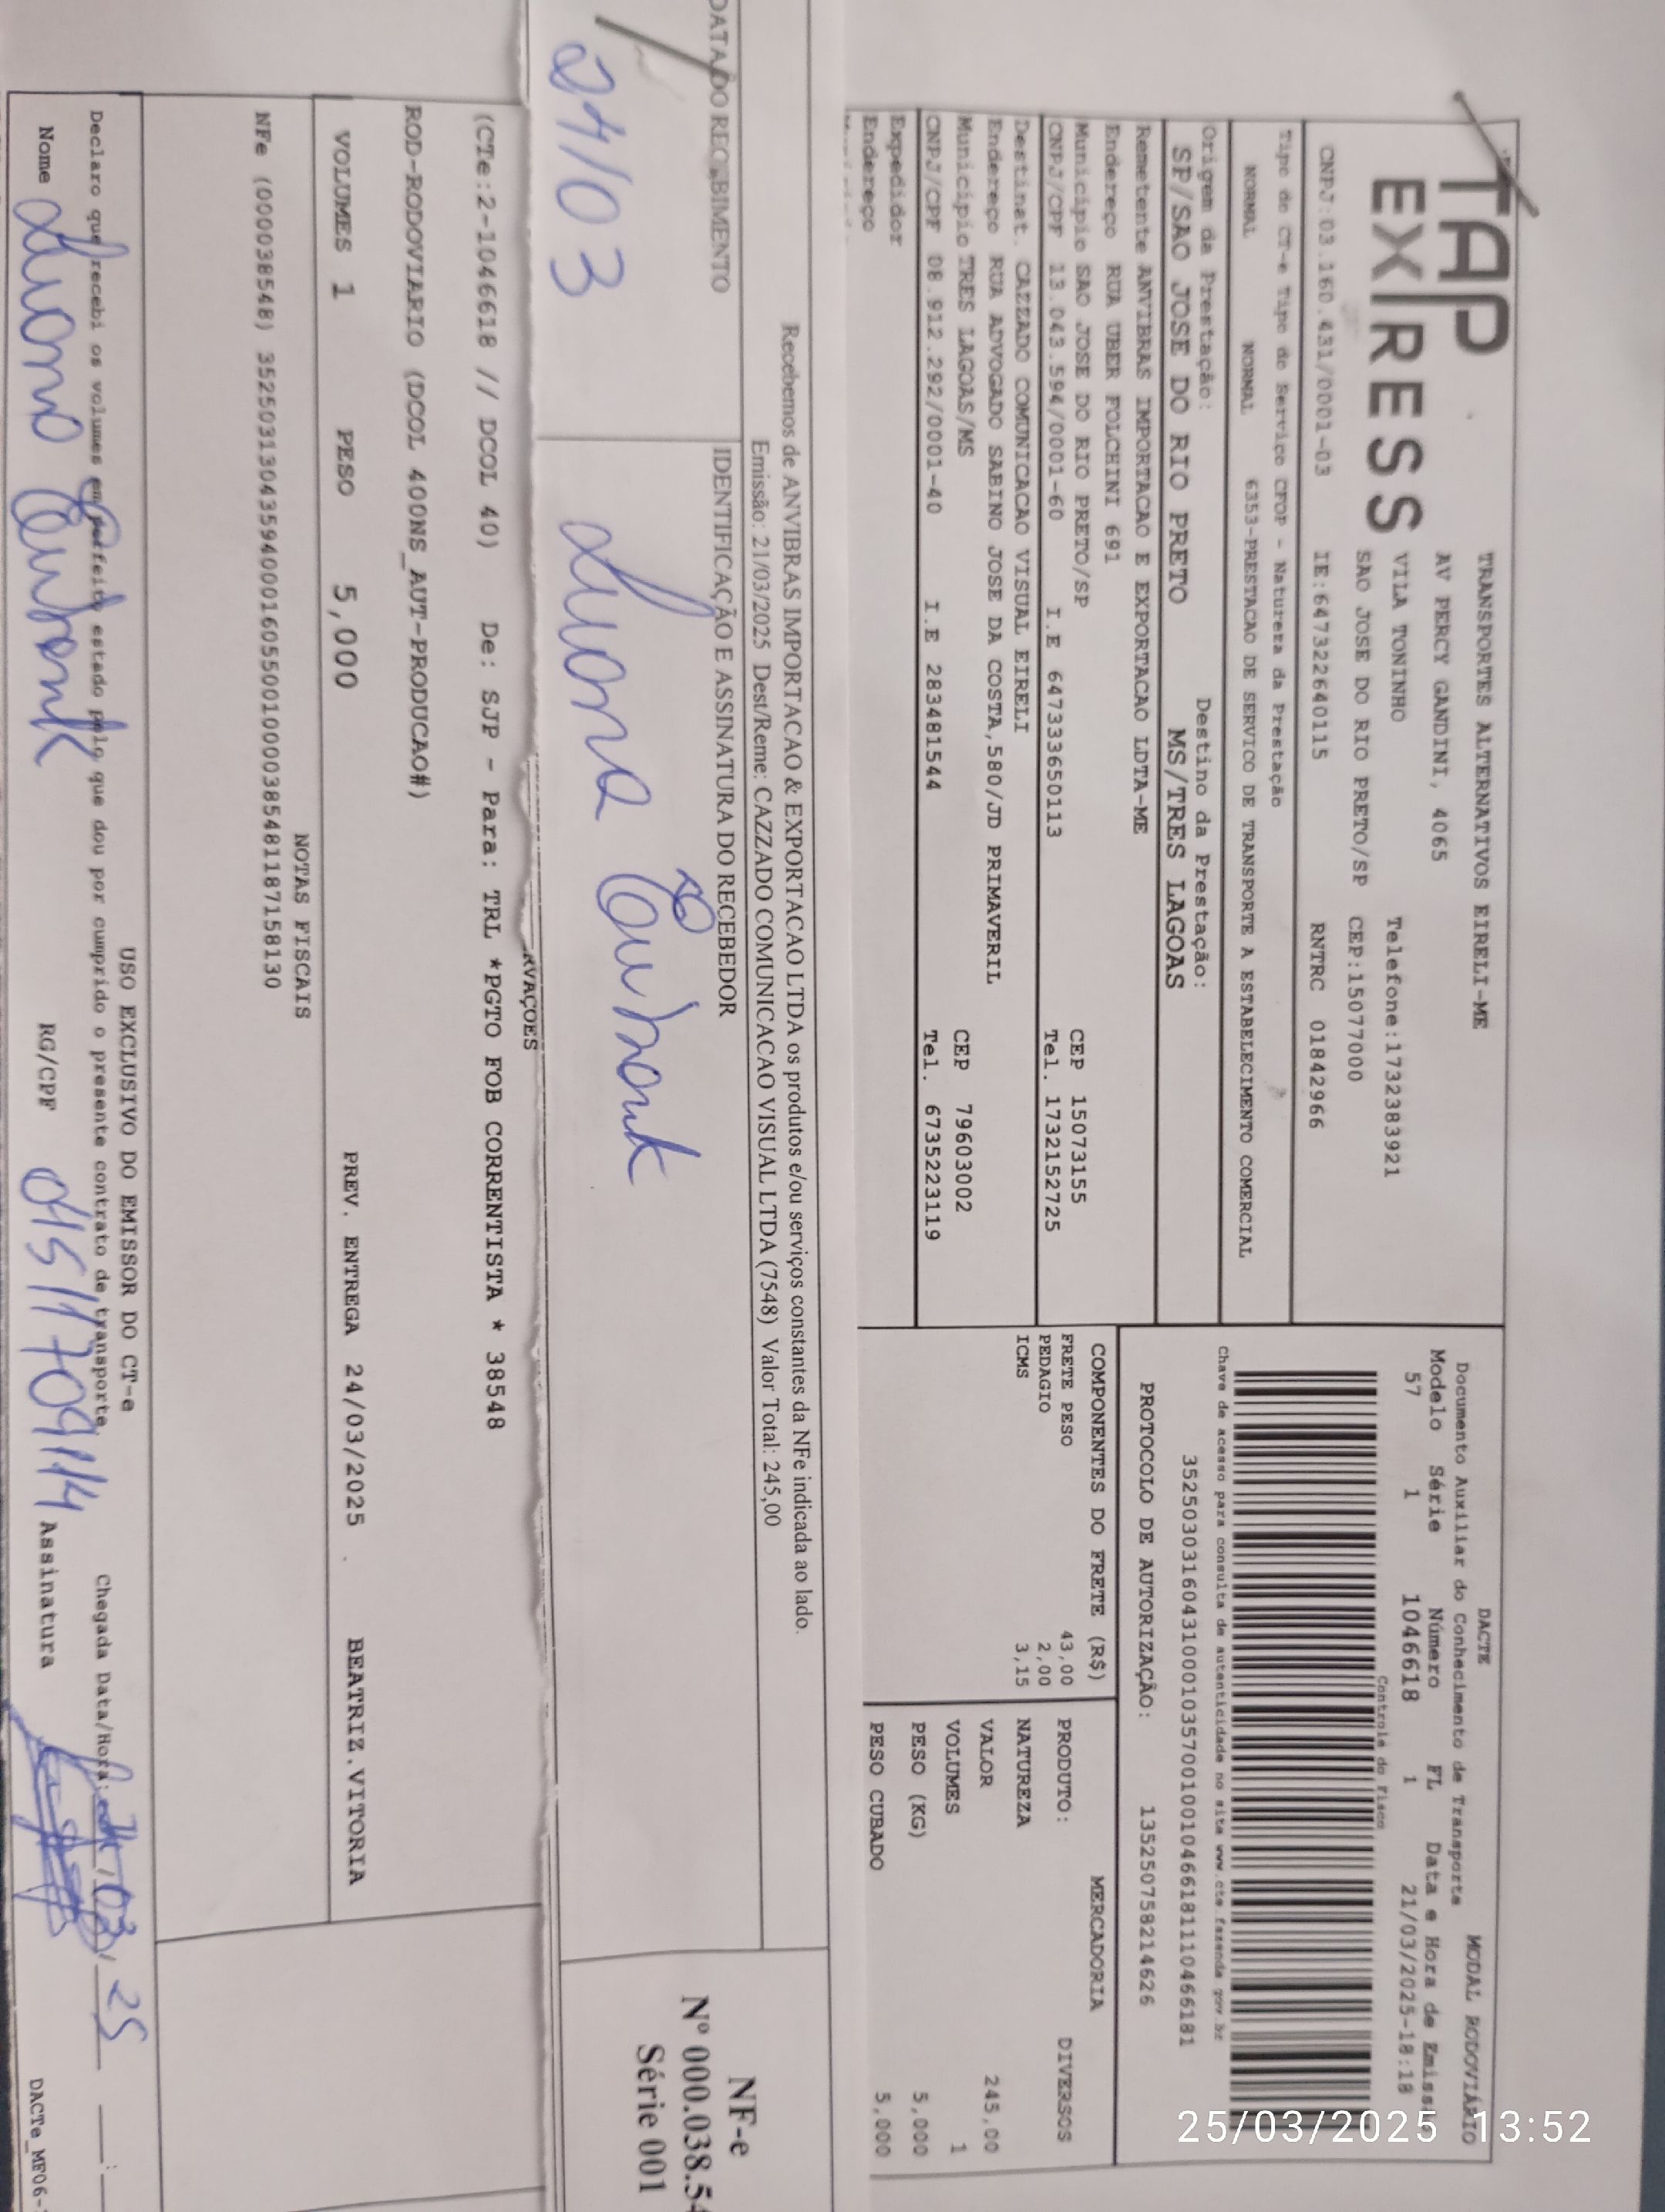 TAP
EXPRESS
TRANSPORTES ALTERNATIVOS EIRELI-ME
AV PERCY GANDINI, 4065
VILA TONINHO Telefone:1732383921
SAO JOSE DO RIO PRETO/SP CEP:15077000
CNPJ:03.160.431/0001-03 IE:647322640115 RNTRC 01842966
Tipo do CT-e Tipo do Serviço CFOP - Natureza da Prestação
NORMAL NORMAL 6353-PRESTACAO DE SERVICO DE TRANSPORTE A ESTABELECIMENTO COMERCIAL
Origem da Prestação: Destino da Prestação:
SP/SAO JOSE DO RIO PRETO MS/TRES LAGOAS
Remetente ANVIBRAS IMPORTACAO E EXPORTACAO LDTA-ME
Endereço RUA UBER FOLCHINI 691
Município SAO JOSE DO RIO PRETO/SP CEP 15073155
CNPJ/CPF 13.043.594/0001-60 I.E 647333650113 Tel. 1732152725
Destinat. CAZZADO COMUNICACAO VISUAL EIRELI
Endereço RUA ADVOGADO SABINO JOSE DA COSTA,580/JD PRIMAVERIL
Município TRES LAGOAS/MS CEP 79603002
CNPJ/CPF 08.912.292/0001-40 I.E 283481544 Tel. 6735223119
Expedidor
Endereço
DACTE MODAL RODOVIÁRIO
Documento Auxiliar do Conhecimento de Transporte
Modelo Série Número FL Data e Hora de Emiss
57 1 1046618 1 21/03/2025-18:18
Controle do Fisco
Chave de acesso para consulta de autenticidade no site www.cte.fazenda.gov.br
35250303160431000103570010010466181110466181
PROTOCOLO DE AUTORIZAÇÃO: 135250758214626
COMPONENTES DO FRETE (R$)
FRETE PESO 43,00
PEDAGIO 2,00
ICMS 3,15
MERCADORIA
PRODUTO: DIVERSOS
NATUREZA
VALOR 245,00
VOLUMES 1
PESO (KG) 5,000
PESO CUBADO 5,000
Recebemos de ANVIBRAS IMPORTACAO & EXPORTACAO LTDA os produtos e/ou serviços constantes da NFe indicada ao lado.
Emissão: 21/03/2025 Dest/Reme: CAZZADO COMUNICACAO VISUAL LTDA (7548) Valor Total: 245,00
DATA DO RECEBIMENTO IDENTIFICAÇÃO E ASSINATURA DO RECEBEDOR
24/03 Luana
NF-e
Nº 000.038.54
Série 001
RVAÇOES
(CTe:2-1046618 // DCOL 40) De: SJP - Para: TRL *PGTO FOB CORRENTISTA * 38548
ROD-RODOVIARIO (DCOL 40ONS_AUT-PRODUCAO#)
VOLUMES 1 PESO 5,000 PREV. ENTREGA 24/03/2025 BEATRIZ.VITORIA
NOTAS FISCAIS
NFe (000038548) 35250313043594000160550010000385481187158130
USO EXCLUSIVO DO EMISSOR DO CT-e
Declaro que recebi os volumes em perfeito estado pelo que dou por cumprido o presente contrato de transporte. Chegada Data/Hora: 24/03/25
Nome Luana RG/CPF Assinatura
DACTe_MF06-
25/03/2025 13:52